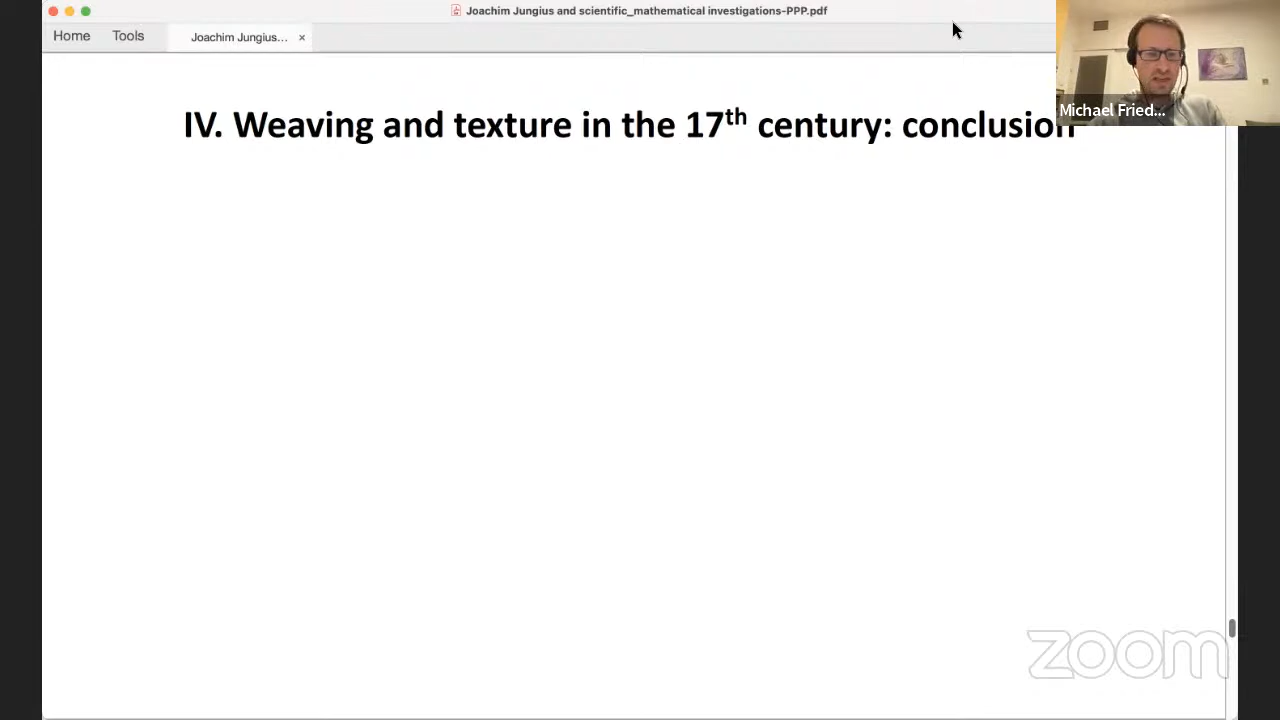 Joachim Jungius and scientific_mathematical investigations-PPP.pdf
Home Tools Joachim Jungius... ×
Michael Fried...
IV. Weaving and texture in the 17th century: conclusion
zoom